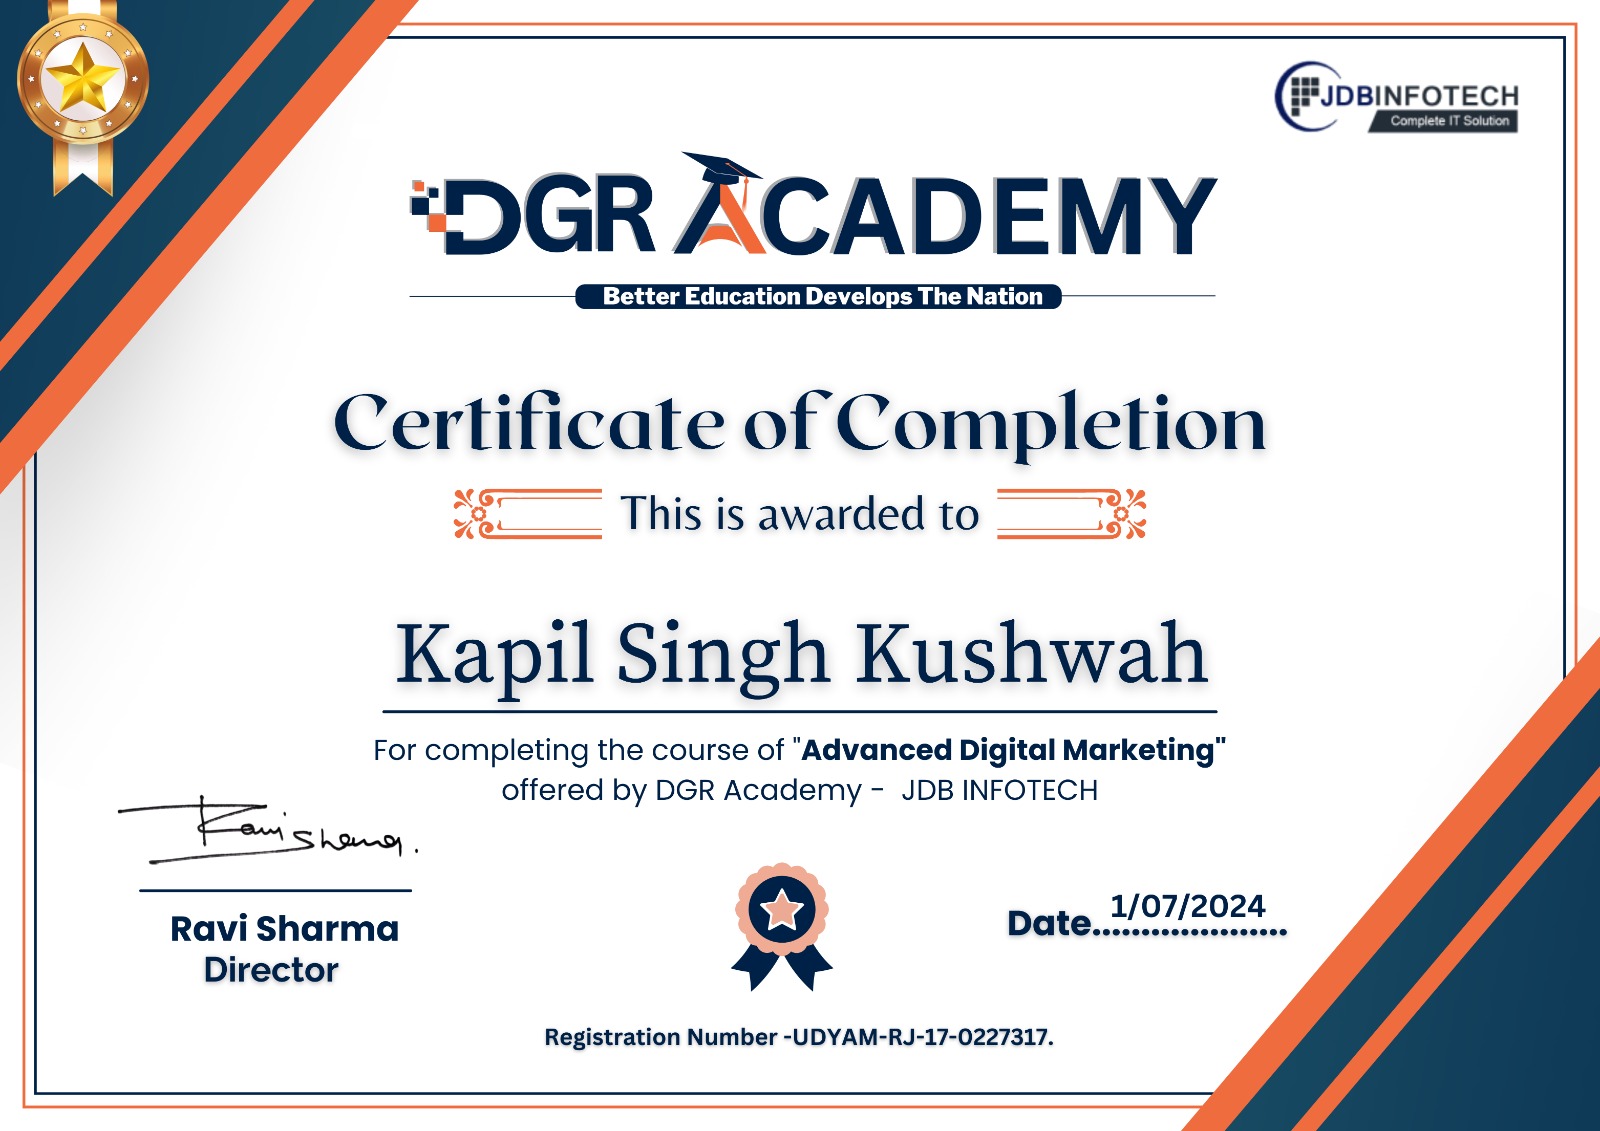 JDBINFOTECH
Complete IT Solution
DGR ACADEMY
Better Education Develops The Nation
Certificate of Completion
This is awarded to
Kapil Singh Kushwah
For completing the course of "Advanced Digital Marketing"
offered by DGR Academy - JDB INFOTECH
Ravi Sharma.
Ravi Sharma
Director
1/07/2024
Date.....................
Registration Number -UDYAM-RJ-17-0227317.